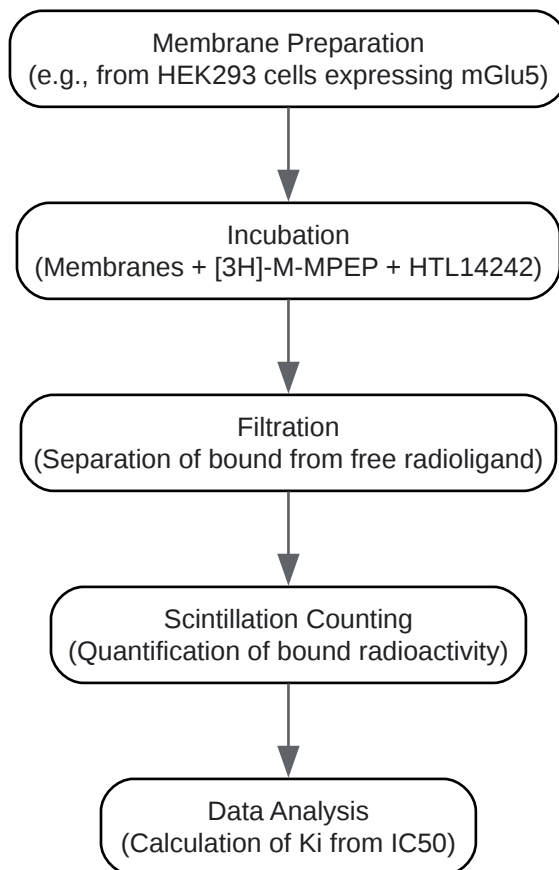 Membrane Preparation
(e.g., from HEK293 cells expressing mGlu5)
Incubation
(Membranes + [3H]-M-MPEP + HTL14242)
Filtration
(Separation of bound from free radioligand)
Scintillation Counting
(Quantification of bound radioactivity)
Data Analysis
(Calculation of Ki from IC50)